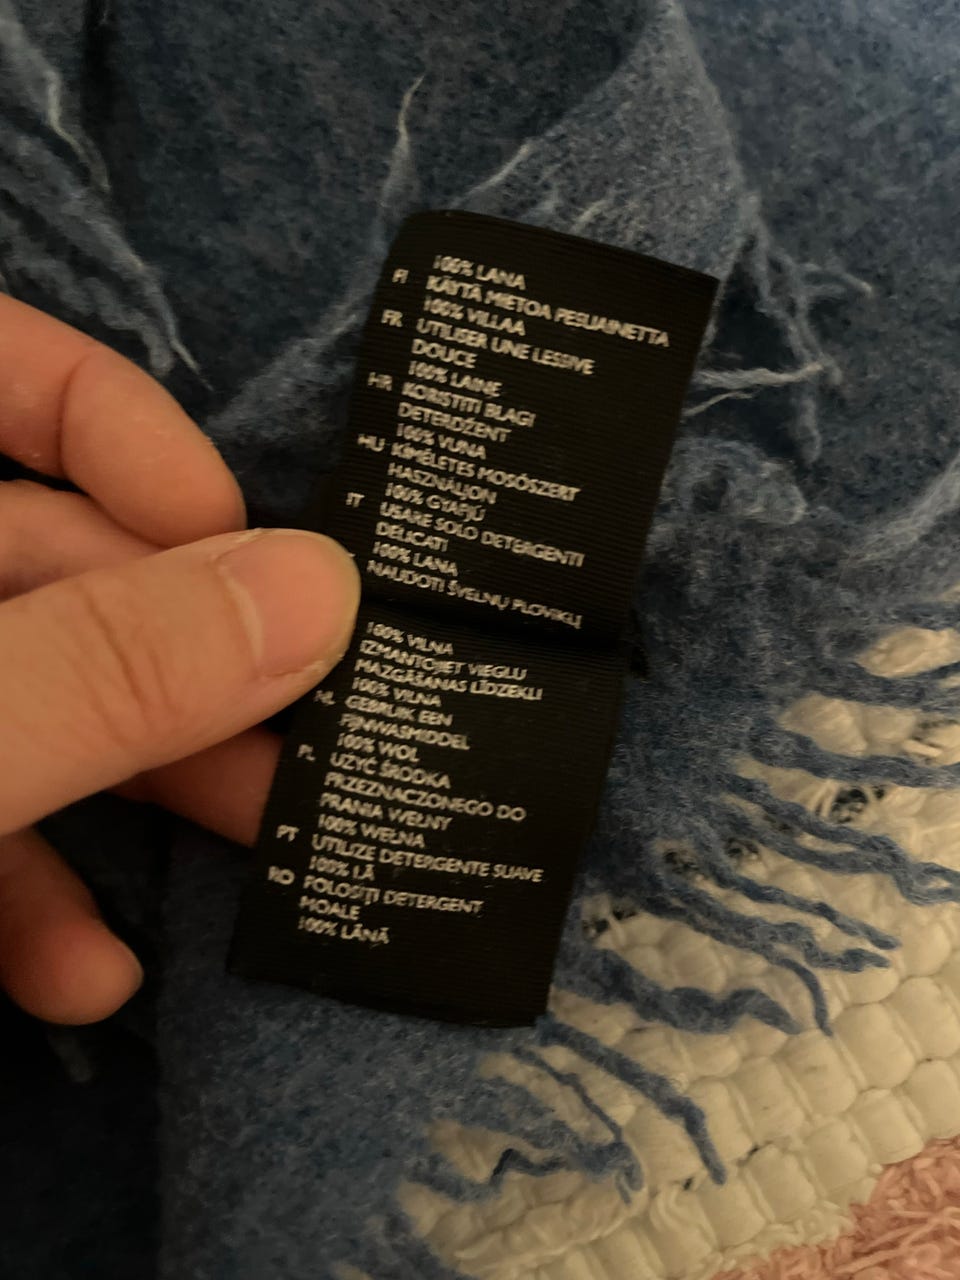 100% LANA
FI KÄYTÄ MIETOA PESUAINETTA
100% VILLAA
FR UTILISER UNE LESSIVE
DOUCE
100% LAINE
HR KORISTITI BLAGI
DETERDŽENT
100% VUNA
HU KÍMÉLETES MOSÓSZERT
HASZNÁLJON
100% GYAPJÚ
IT USARE SOLO DETERGENTI
DELICATI
100% LANA
NAUDOTI ŠVELNŲ PLOVIKLĮ
100% VILNA
IZMANTOJIET VIEGLU
MAZGĀŠANAS LĪDZEKLI
100% VILNA
NL GEBRUIK EEN
FIJNWASMIDDEL
100% WOL
PL UŻYĆ ŚRODKA
PRZEZNACZONEGO DO
PRANIA WEŁNY
100% WEŁNA
PT UTILIZE DETERGENTE SUAVE
100% LÃ
RO FOLOSIȚI DETERGENT
MOALE
100% LÂNĂ